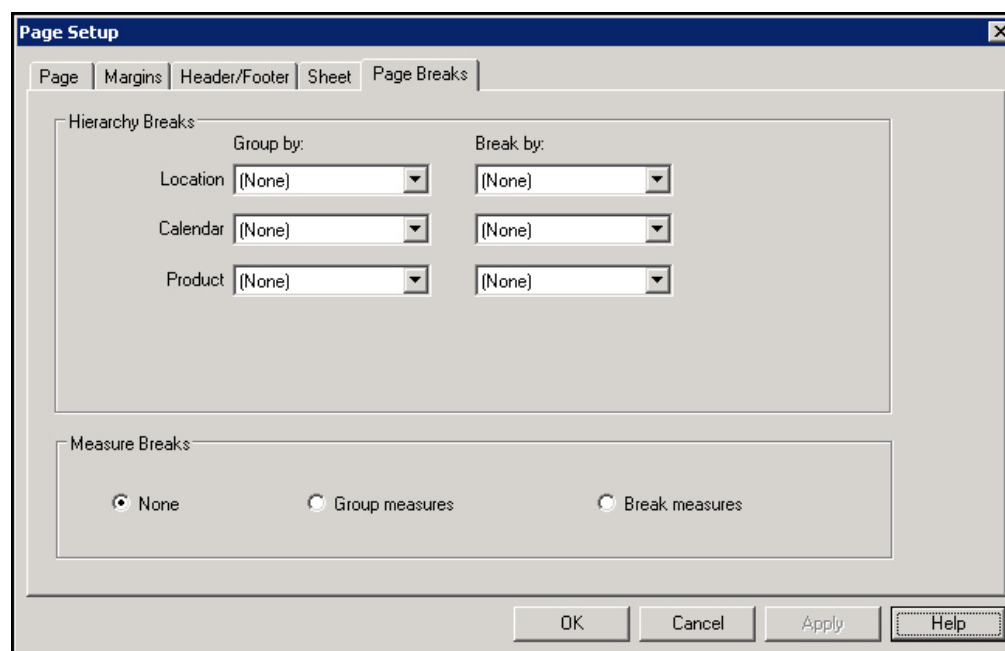 Page Setup
Page Margins Header/Footer Sheet Page Breaks
Hierarchy Breaks
Group by: Break by:
Location (None) (None)
Calendar (None) (None)
Product (None) (None)
Measure Breaks
None Group measures Break measures
OK Cancel Apply Help